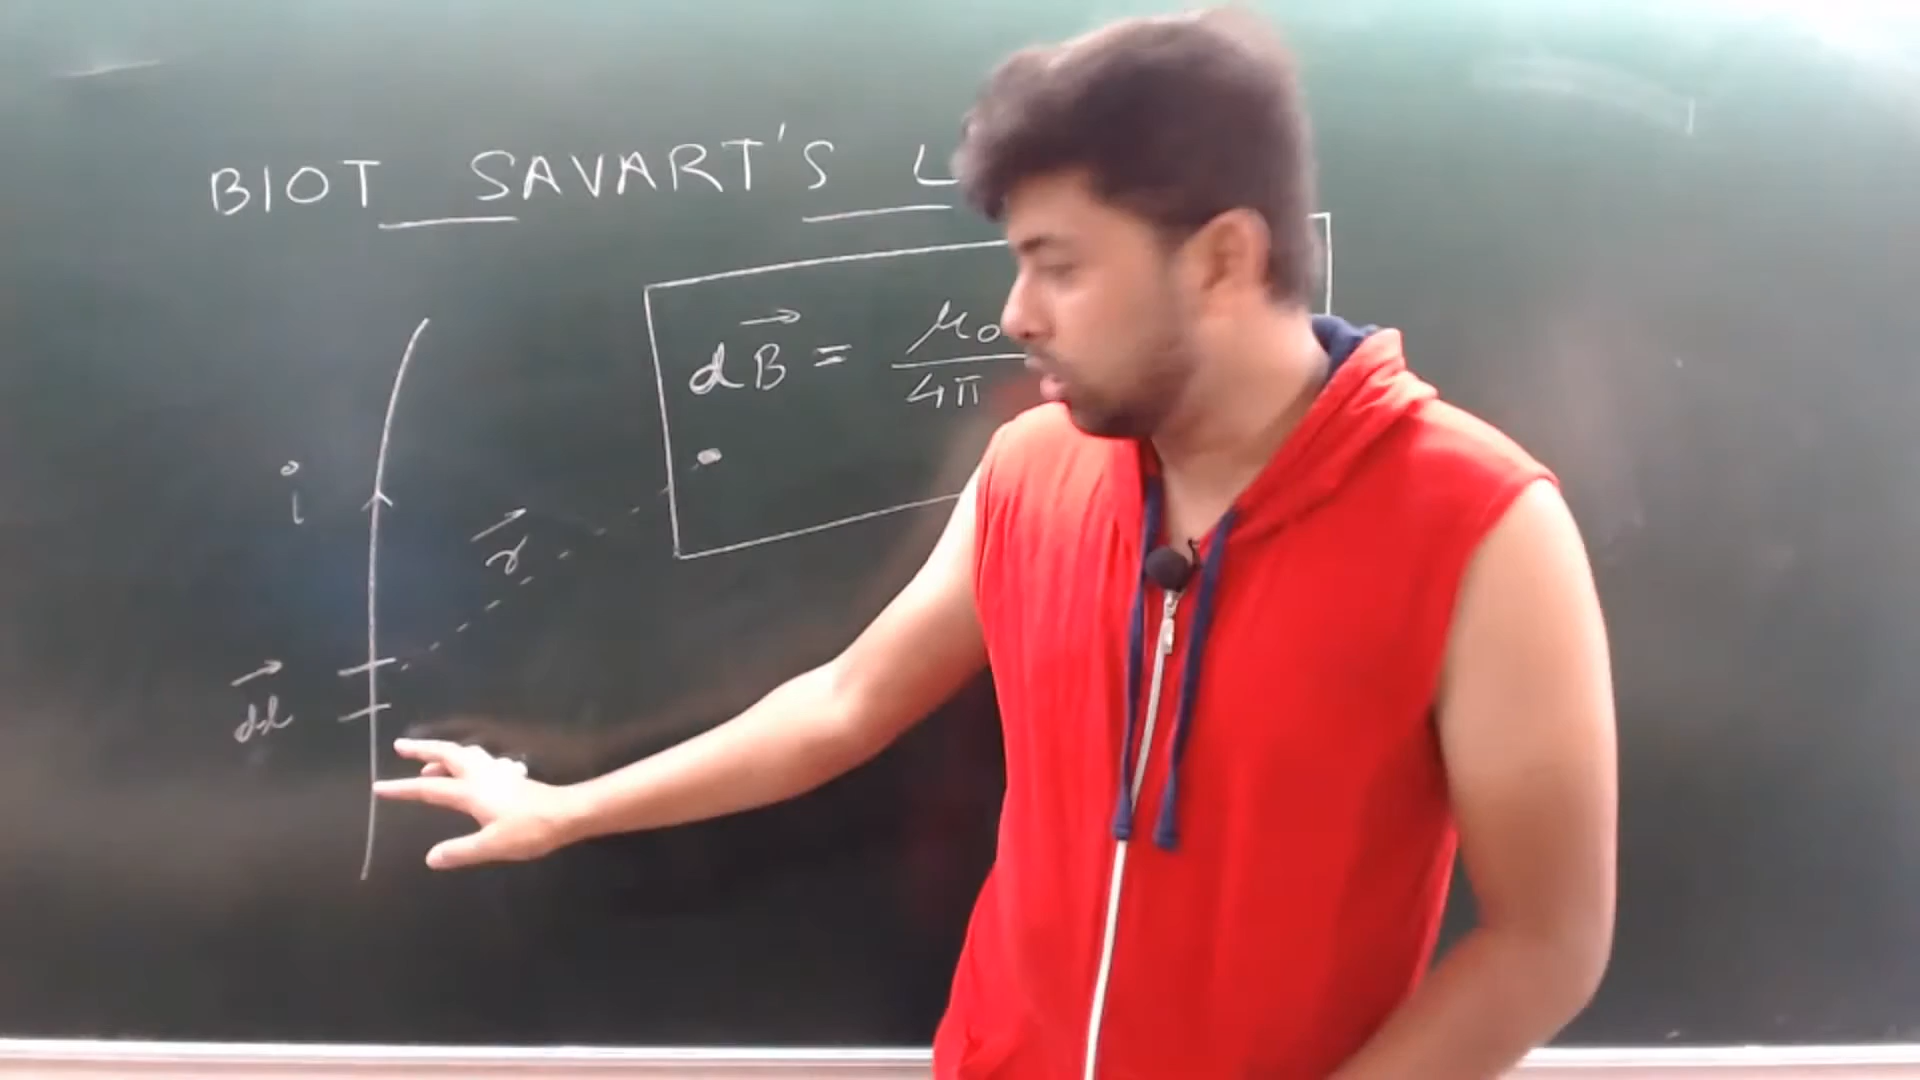 BIOT SAVART'S L
dB⃗ = μ0
4π
i
r⃗
dl⃗